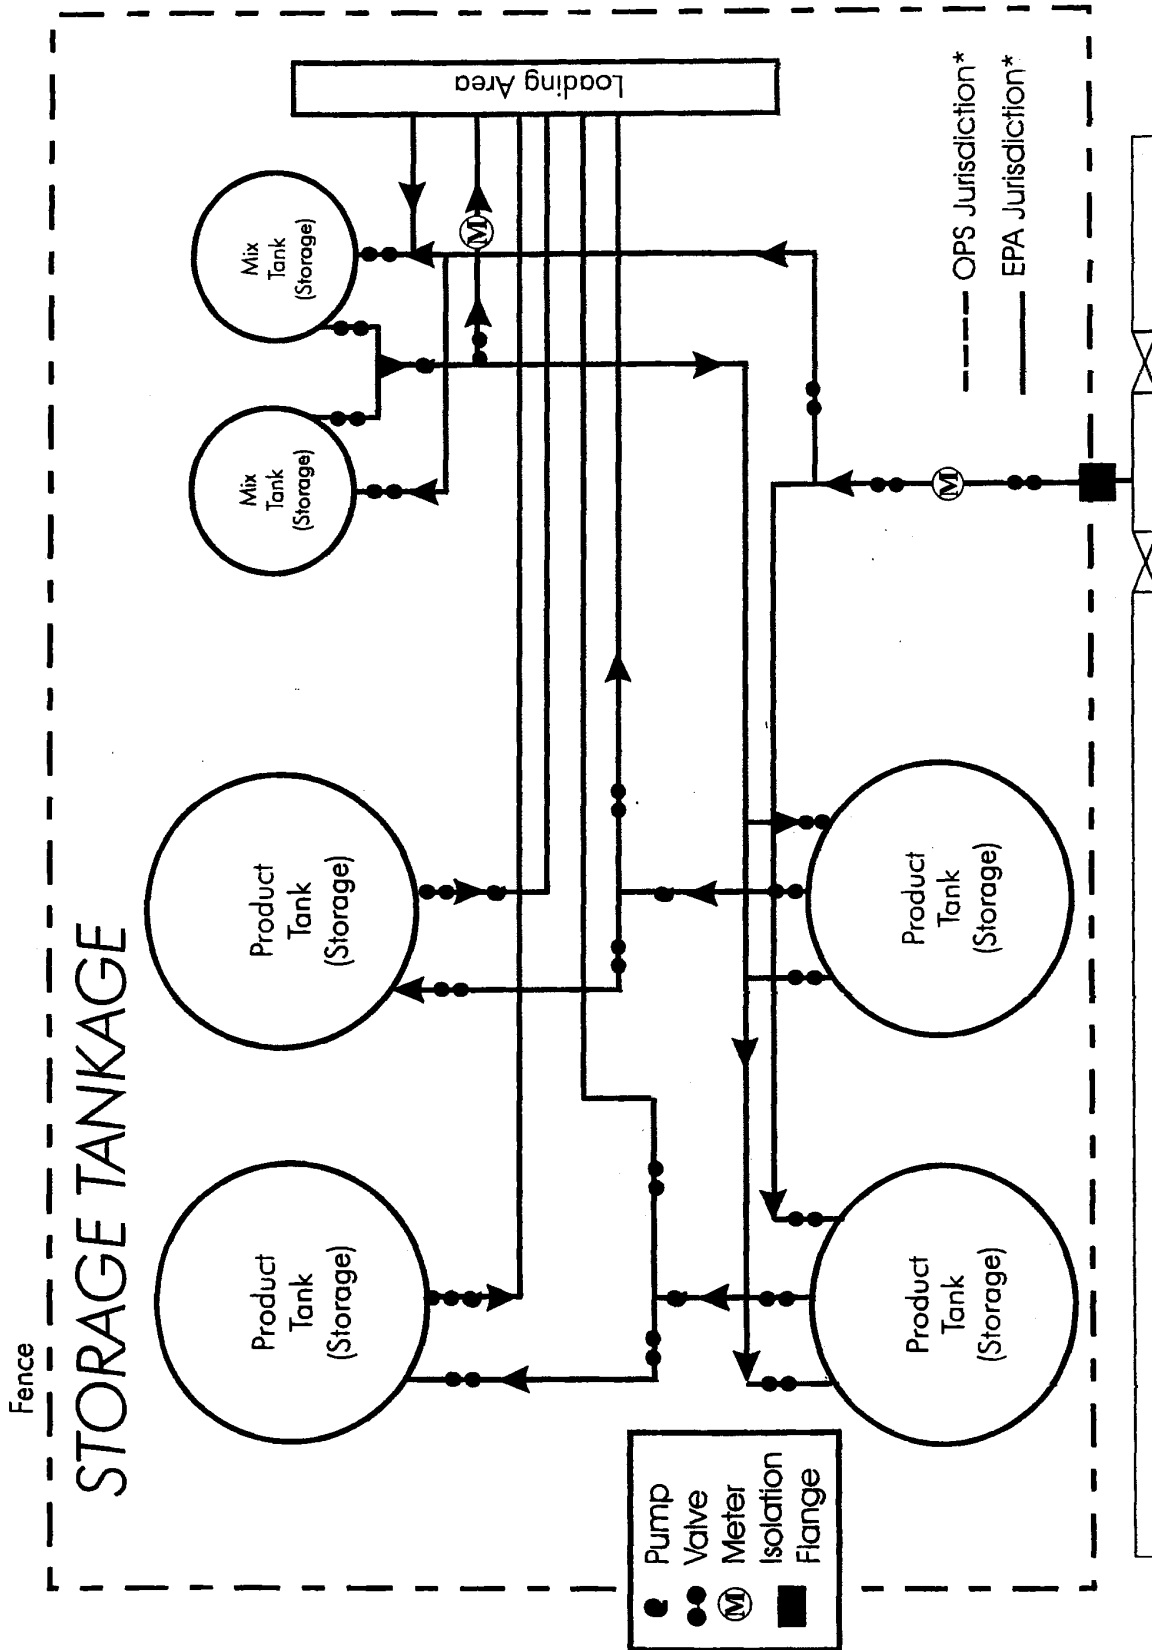 Fence
STORAGE TANKAGE
Product
Tank
(Storage)
Product
Tank
(Storage)
Mix
Tank
(Storage)
Mix
Tank
(Storage)
Loading Area
Product
Tank
(Storage)
Product
Tank
(Storage)
M
M
Pump
Valve
M Meter
Isolation
Flange
OPS Jurisdiction*
EPA Jurisdiction*